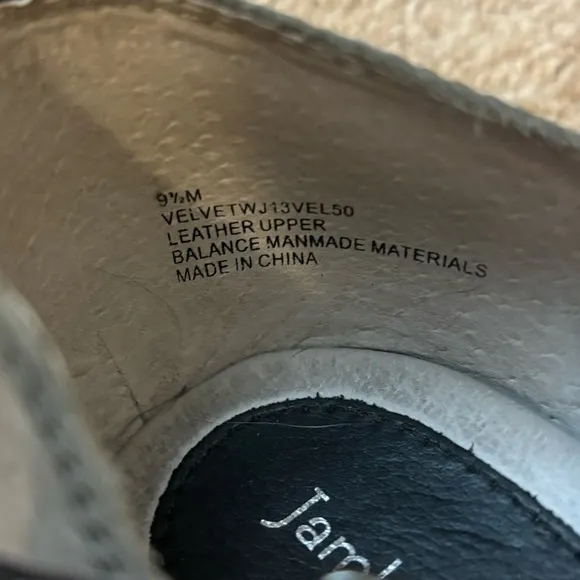 9½M
VELVETWJ13VEL50
LEATHER UPPER
BALANCE MANMADE MATERIALS
MADE IN CHINA